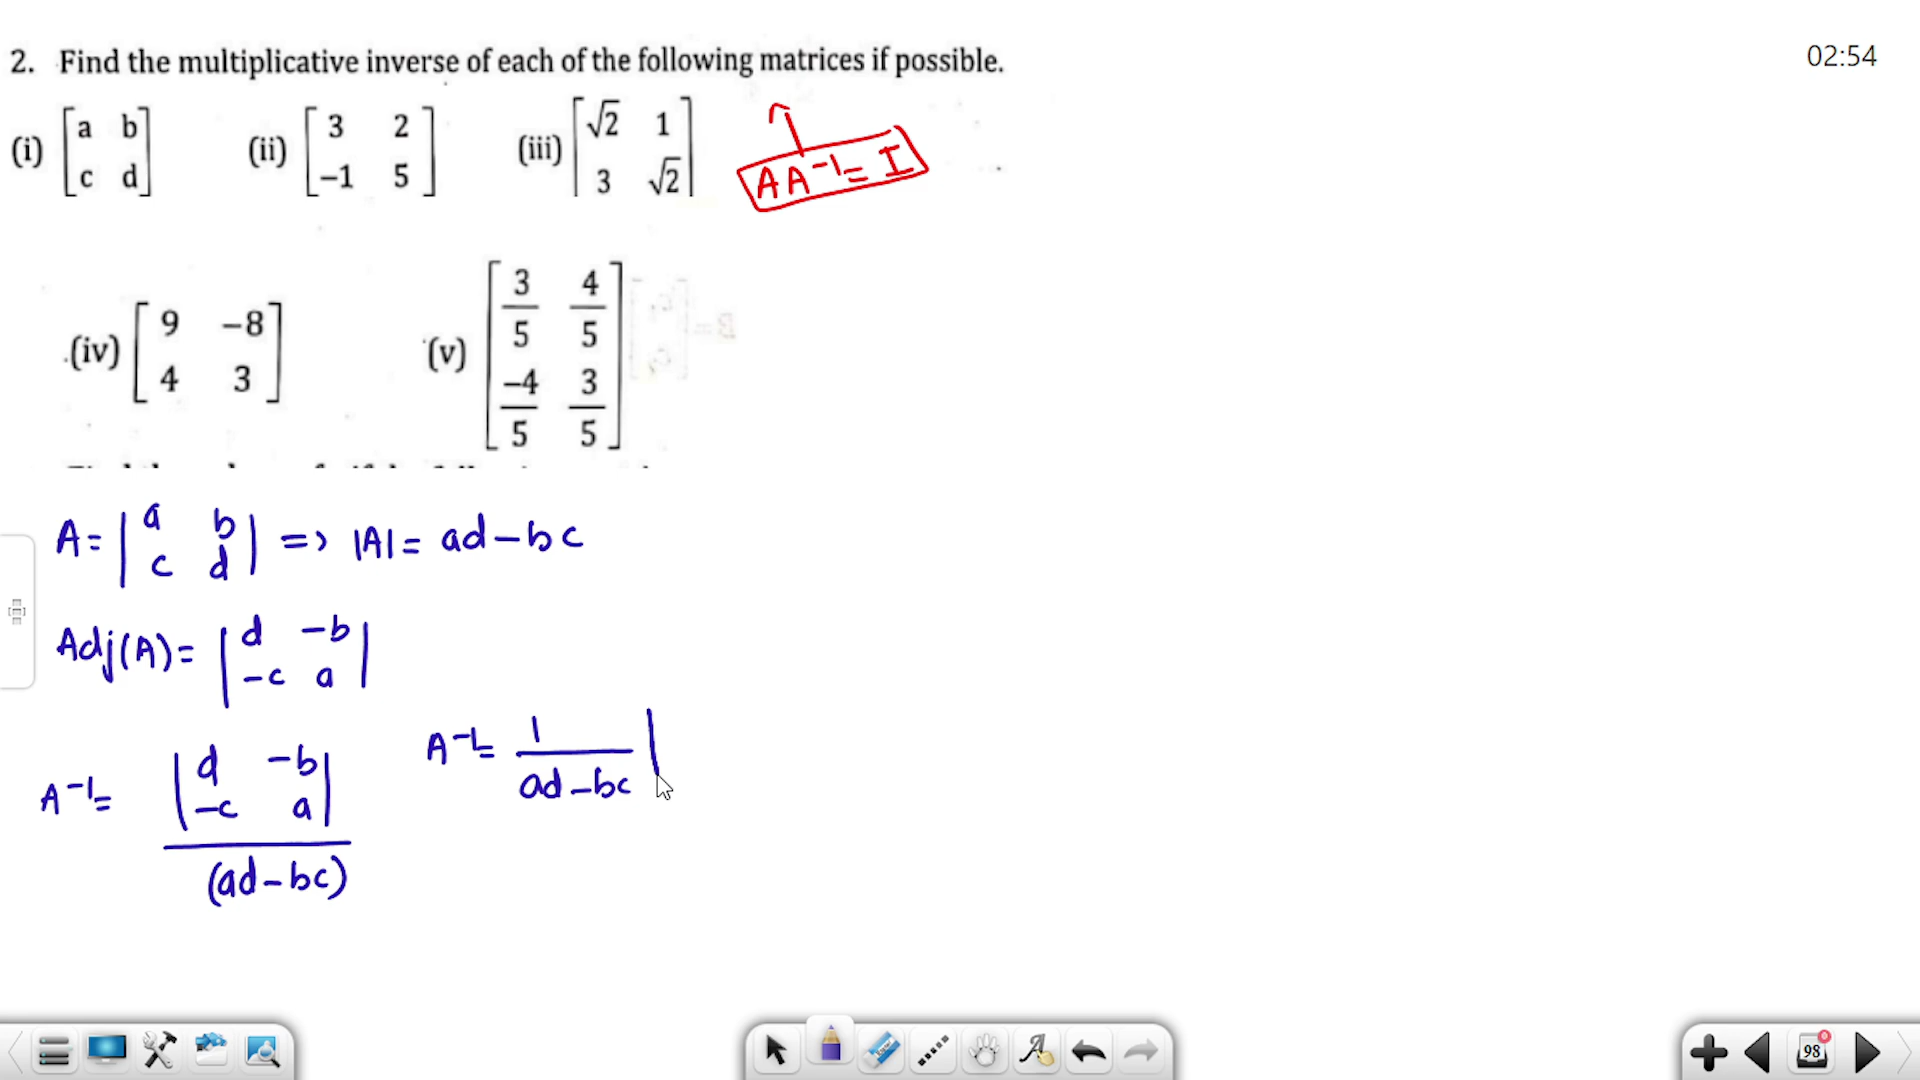 2. Find the multiplicative inverse of each of the following matrices if possible.
02:54
(i) [a b
c d]
(ii) [3 2
−1 5]
(iii) [√2 1
3 √2]
AA⁻¹ = I
(iv) [9 −8
4 3]
(v) [3/5 4/5
−4/5 3/5]
A = |a b
c d| => |A| = ad − bc
Adj(A) = |d −b
−c a|
A⁻¹ = |d −b
−c a|
(ad − bc)
A⁻¹ = 1
ad − bc |
98